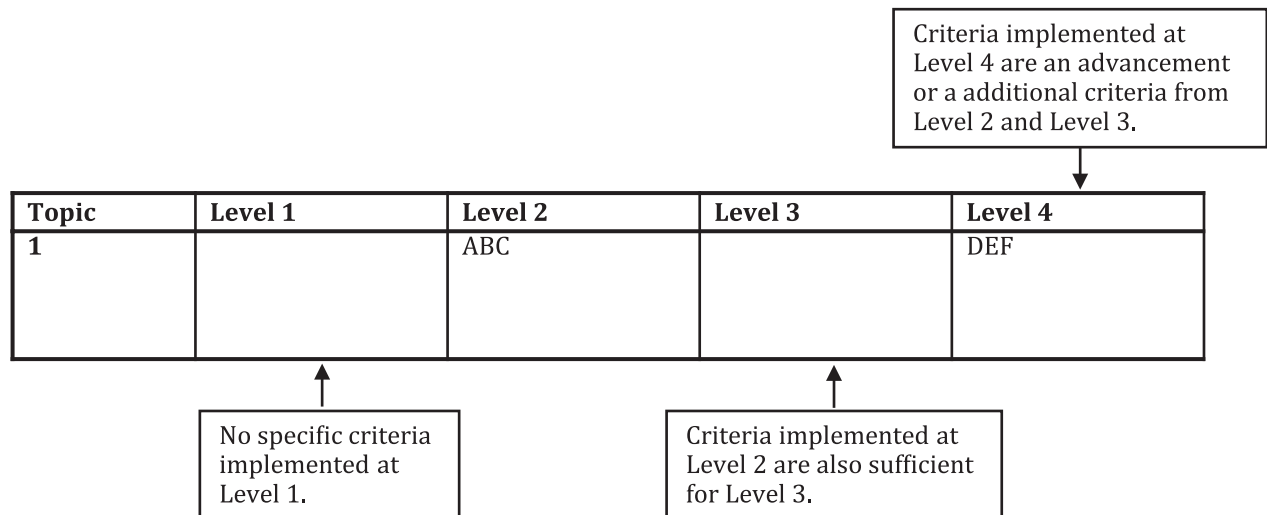 Criteria implemented at
Level 4 are an advancement
or a additional criteria from
Level 2 and Level 3.
Topic Level 1 Level 2 Level 3 Level 4
1 ABC DEF
No specific criteria
implemented at
Level 1.
Criteria implemented at
Level 2 are also sufficient
for Level 3.